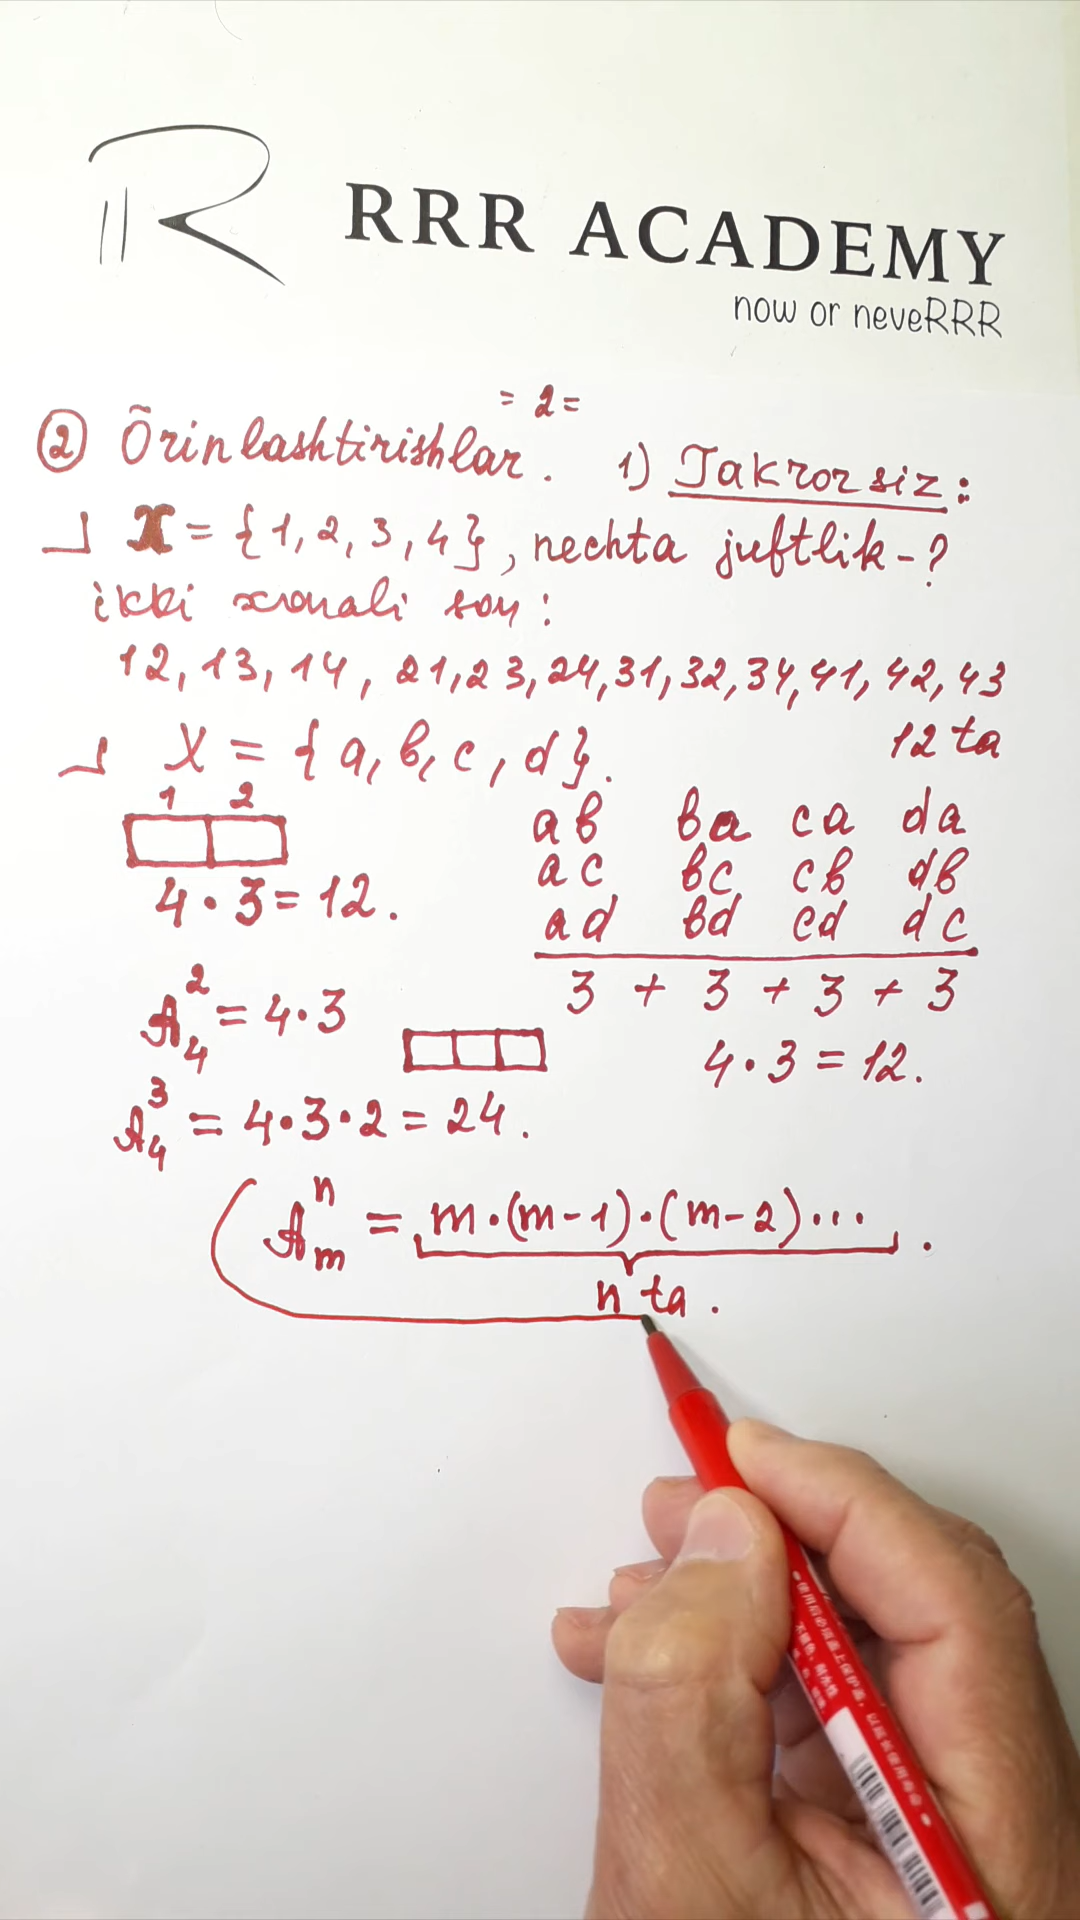 RRR ACADEMY
now or neveRRR
= 2 =
② Õrinlashtirishlar. 1) Takrorsiz:
X = {1, 2, 3, 4}, nechta juftlik - ?
ikki xonali son:
12, 13, 14, 21, 23, 24, 31, 32, 34, 41, 42, 43
12 ta
X = {a, b, c, d}.
1 2
4 · 3 = 12.
ab ba ca da
ac bc cb db
ad bd cd dc
3 + 3 + 3 + 3
4 · 3 = 12.
A₄² = 4 · 3
A₄³ = 4 · 3 · 2 = 24.
Aₘⁿ = m · (m - 1) · (m - 2) ... .
n ta.